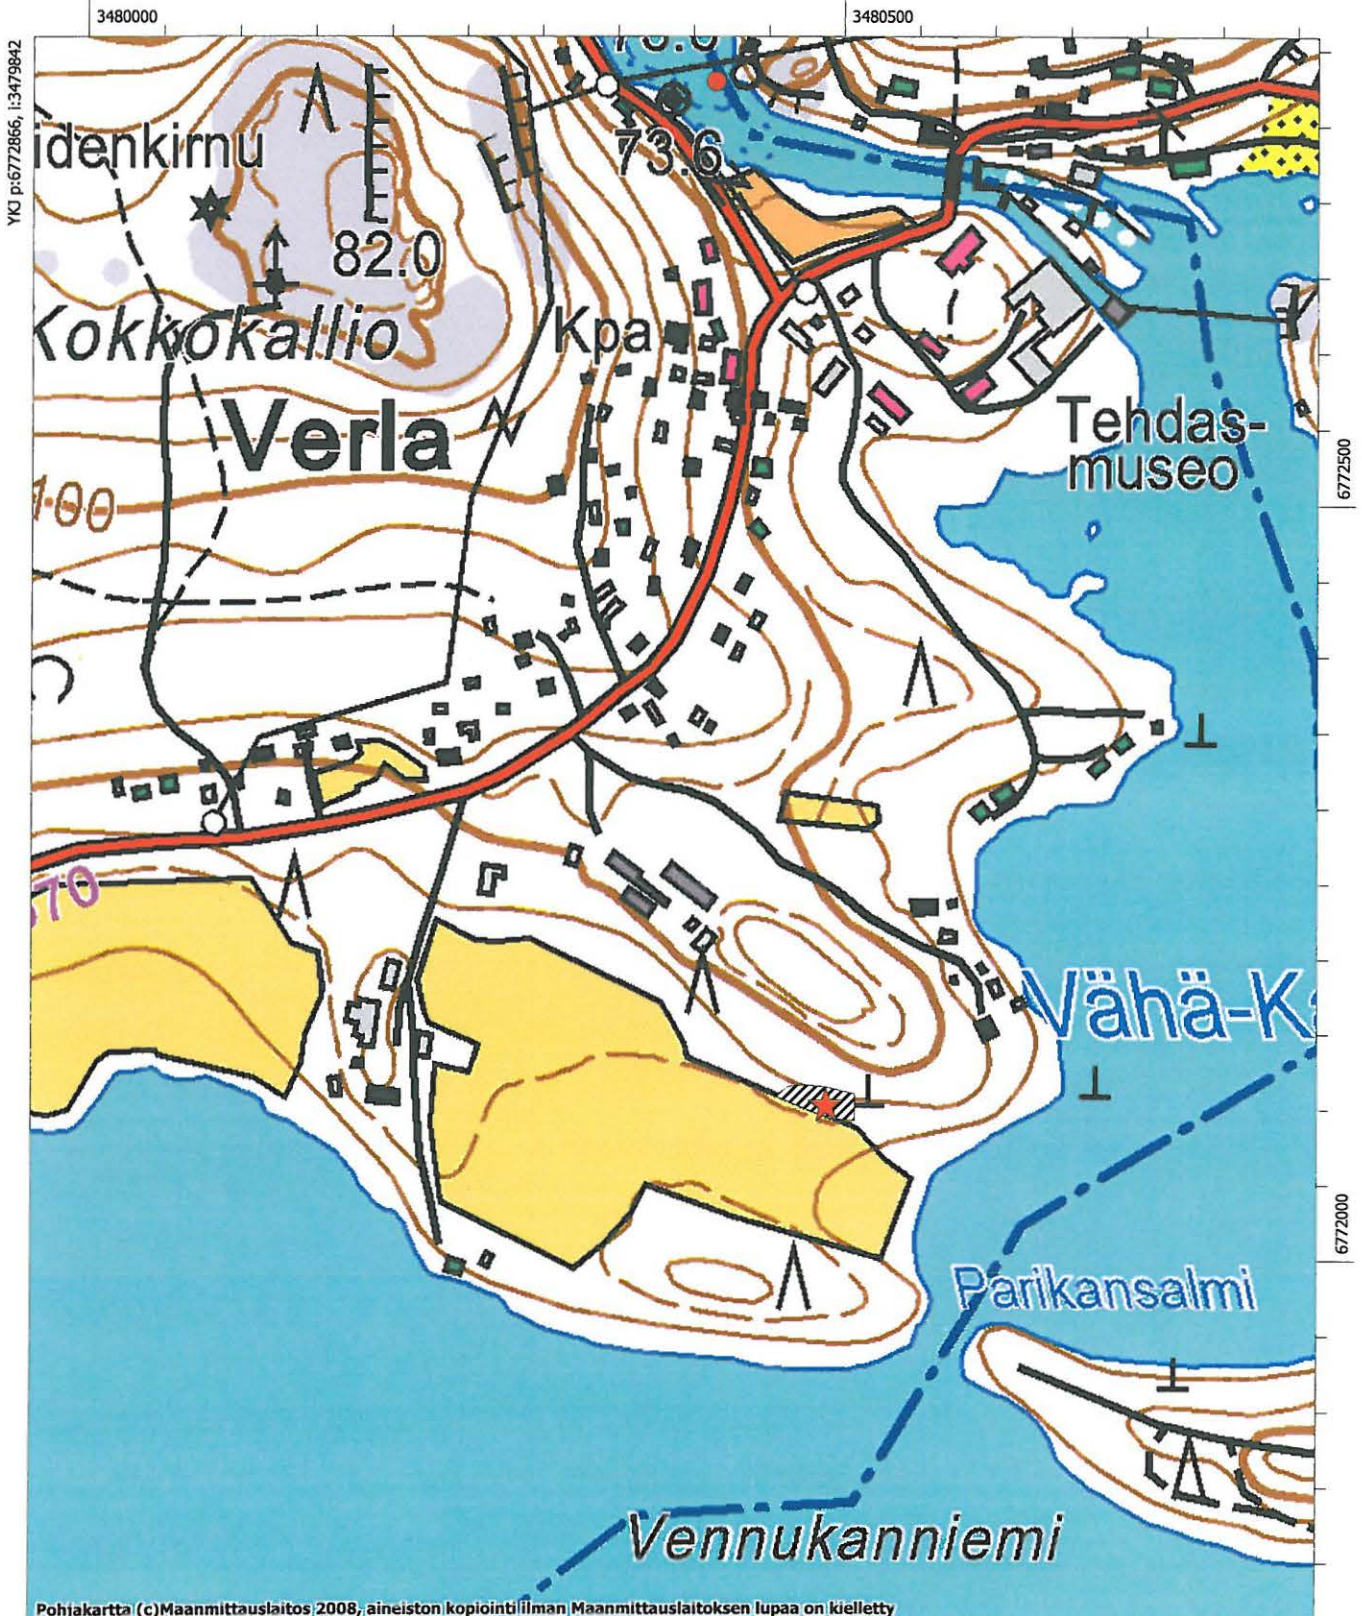 3480000
3480500
YKJ p:6772866, i:3479842
idenkirnu
73.6
82.0
Kokkokallio
Kpa
Verla
Tehdas-
museo
6772500
100
Vähä-K
6772000
Parikansalmi
Vennukanniemi
Pohjakartta (c)Maanmittauslaitos 2008, aineiston kopiointi ilman Maanmittauslaitoksen lupaa on kielletty